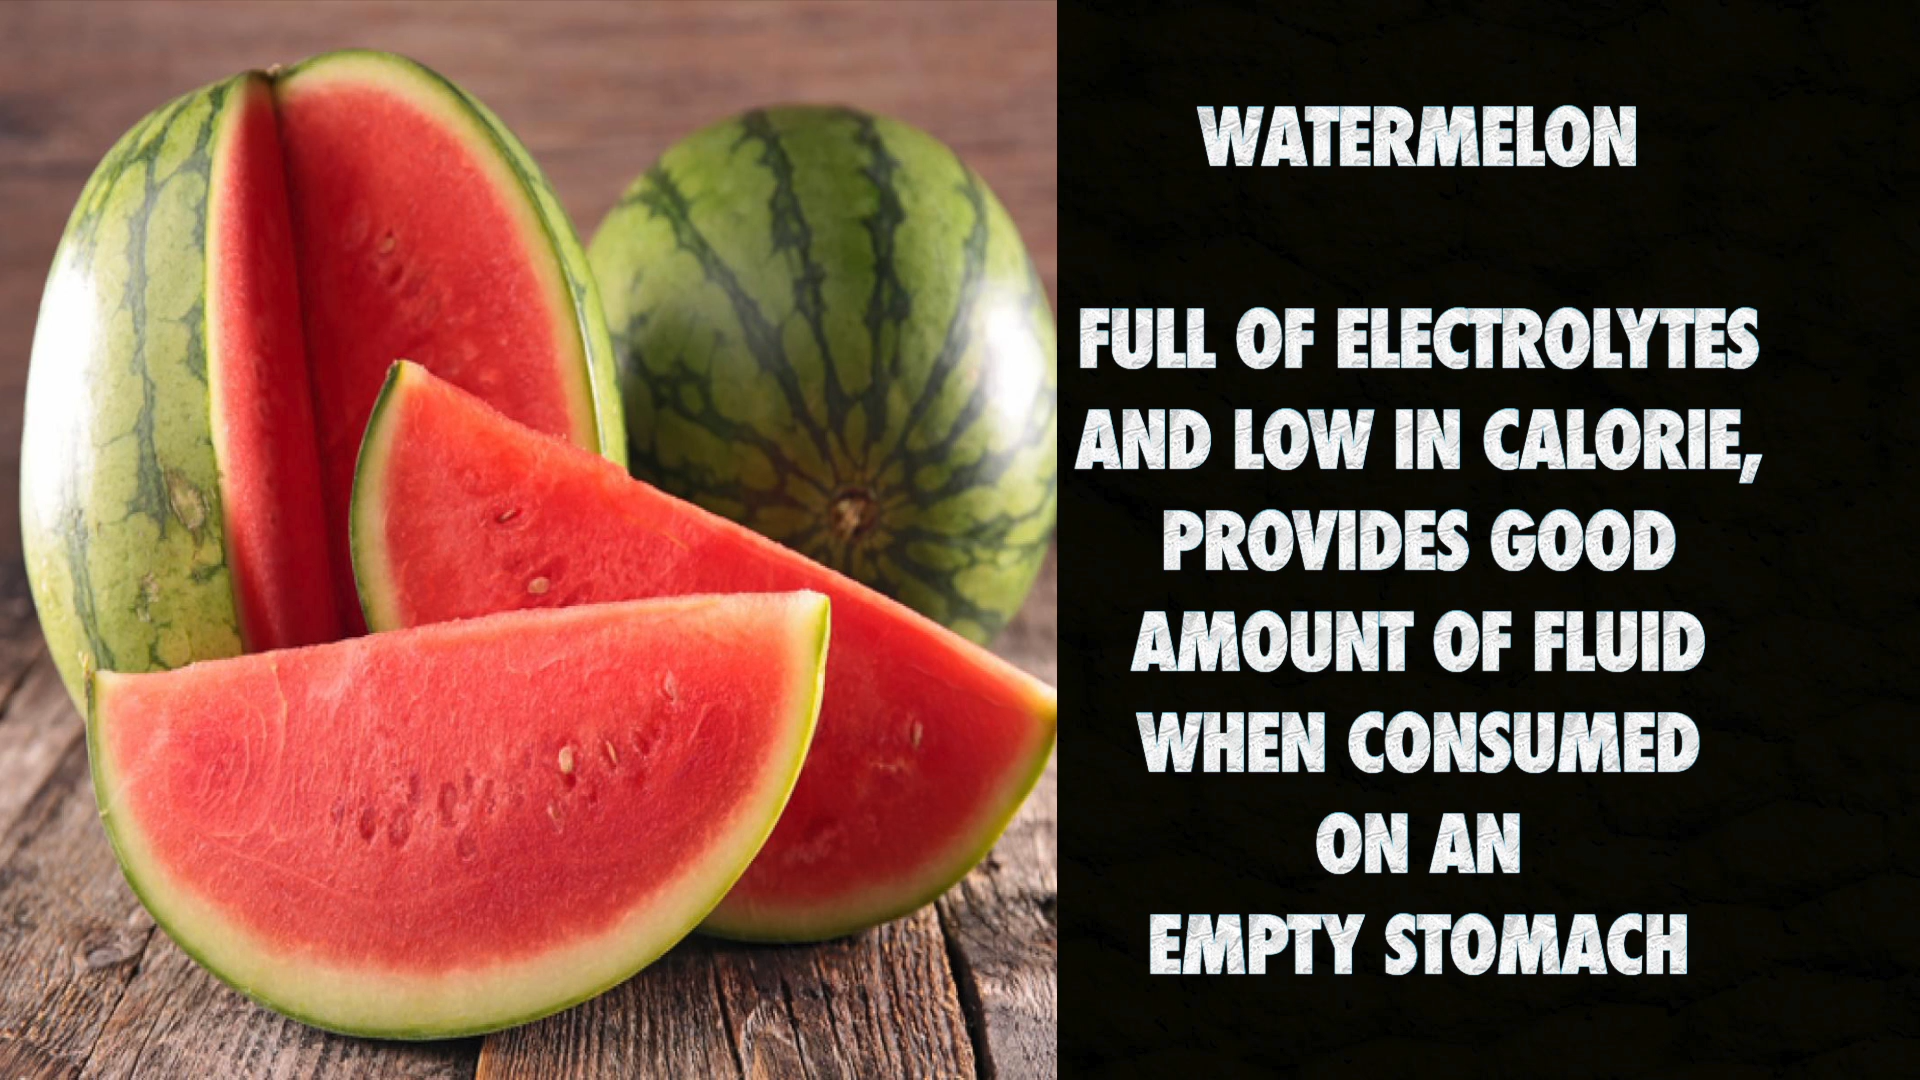 WATERMELON
FULL OF ELECTROLYTES
AND LOW IN CALORIE,
PROVIDES GOOD
AMOUNT OF FLUID
WHEN CONSUMED
ON AN
EMPTY STOMACH